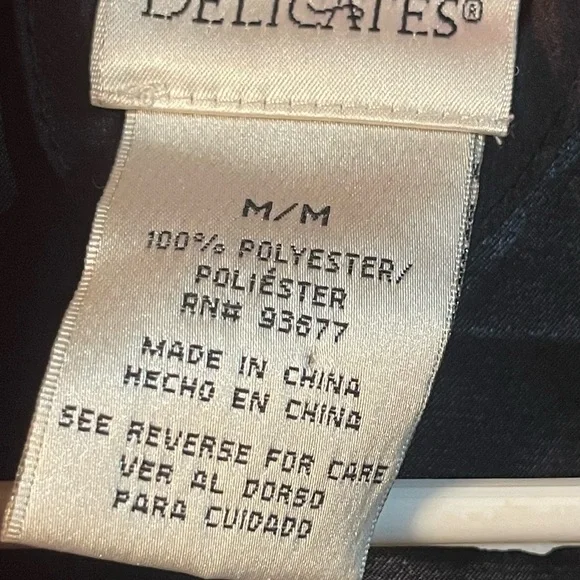 DELICATES®
M/M
100% POLYESTER/
POLIÉSTER
RN# 93677
MADE IN CHINA
HECHO EN CHINA
SEE REVERSE FOR CARE
VER AL DORSO
PARA CUIDADO